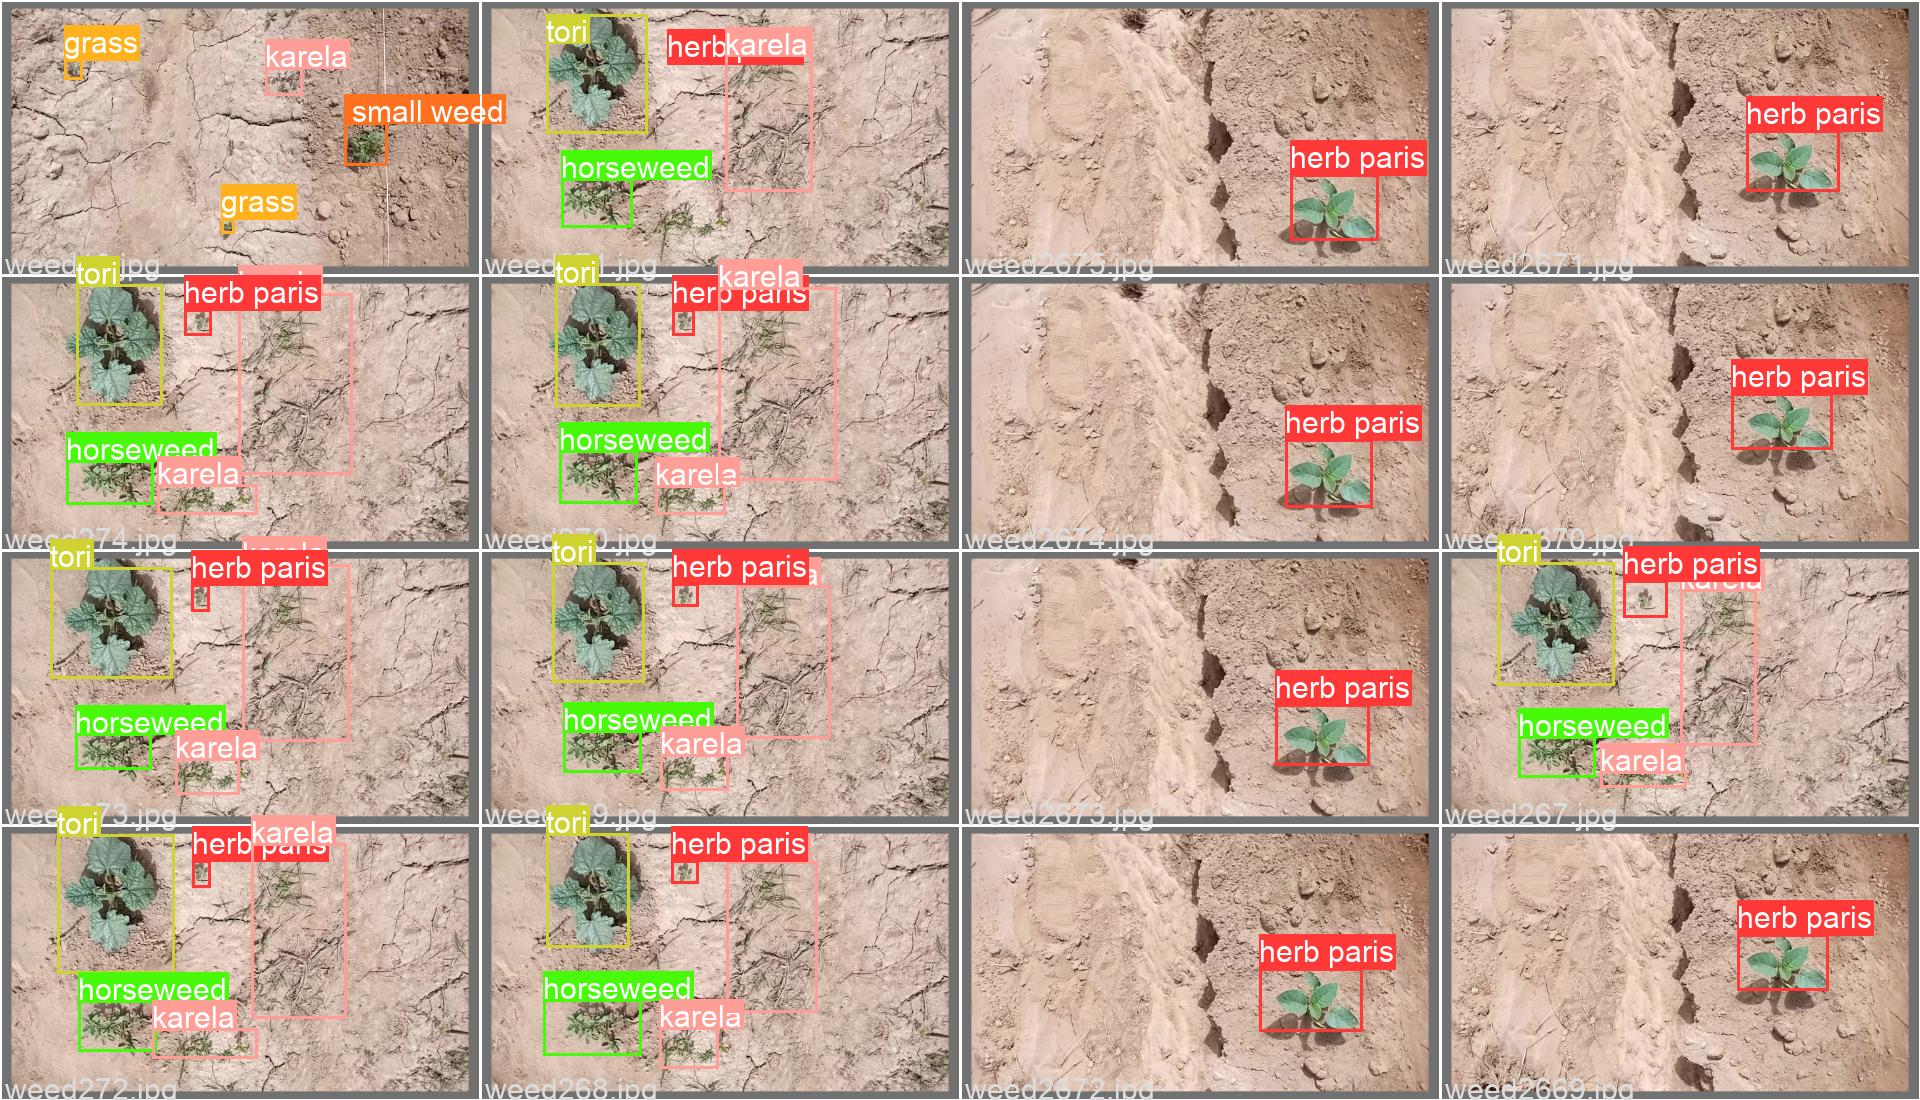 grass
karela
small weed
grass
tori
herb
karela
horseweed
herb paris
weed2675.jpg
herb paris
weed2671.jpg
tori
herb paris
horseweed
karela
tori
karela
herb paris
horseweed
karela
herb paris
weed2674.jpg
herb paris
tori
herb paris
karela
horseweed
karela
tori
herb paris
horseweed
karela
herb paris
weed2673.jpg
tori
herb paris
karela
horseweed
karela
weed267.jpg
tori
karela
herb paris
horseweed
karela
weed272.jpg
tori
herb paris
horseweed
karela
weed268.jpg
herb paris
weed2672.jpg
herb paris
weed2669.jpg